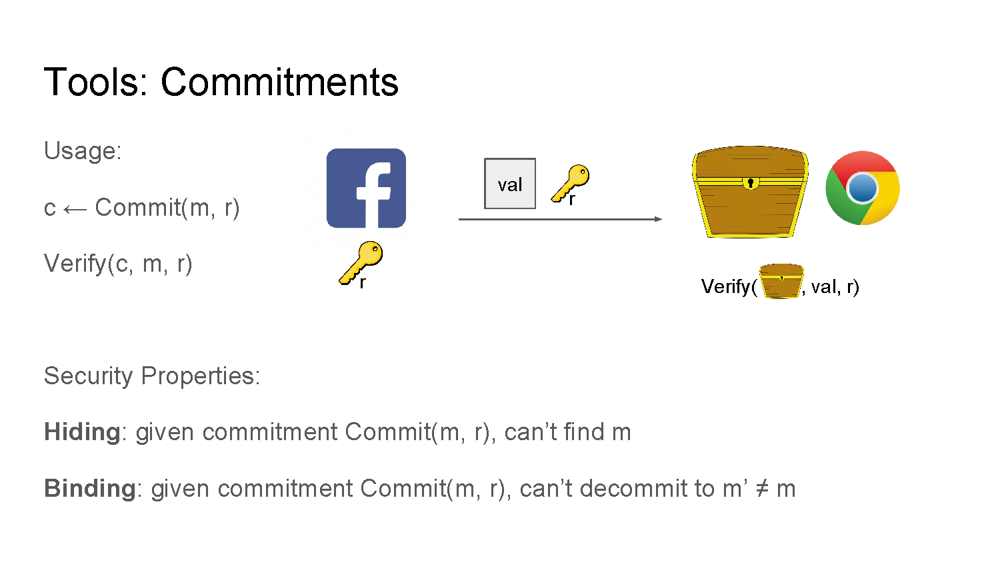 Tools: Commitments
Usage:
c ← Commit(m, r)
Verify(c, m, r)
f
r
val
r
Verify( , val, r)
Security Properties:
Hiding: given commitment Commit(m, r), can’t find m
Binding: given commitment Commit(m, r), can’t decommit to m’ ≠ m